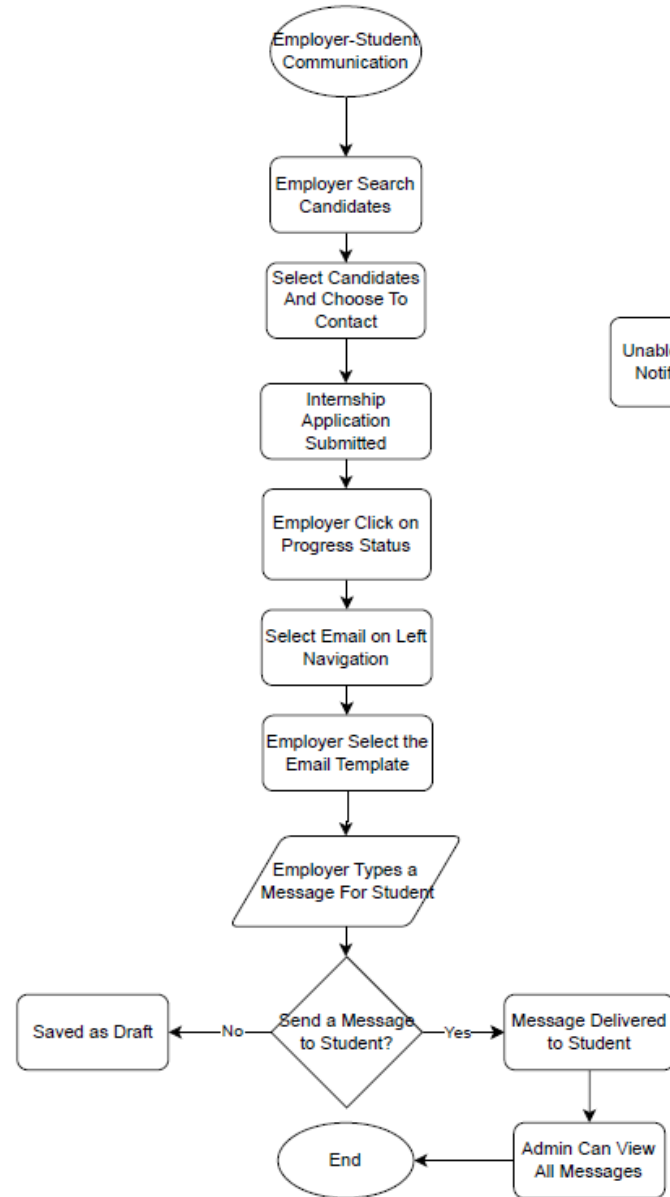 Employer-Student
Communication
Employer Search
Candidates
Select Candidates
And Choose To
Contact
Internship
Application
Submitted
Unable
Notif
Employer Click on
Progress Status
Select Email on Left
Navigation
Employer Select the
Email Template
Employer Types a
Message For Student
Saved as Draft
No
Send a Message
to Student?
Yes
Message Delivered
to Student
End
Admin Can View
All Messages